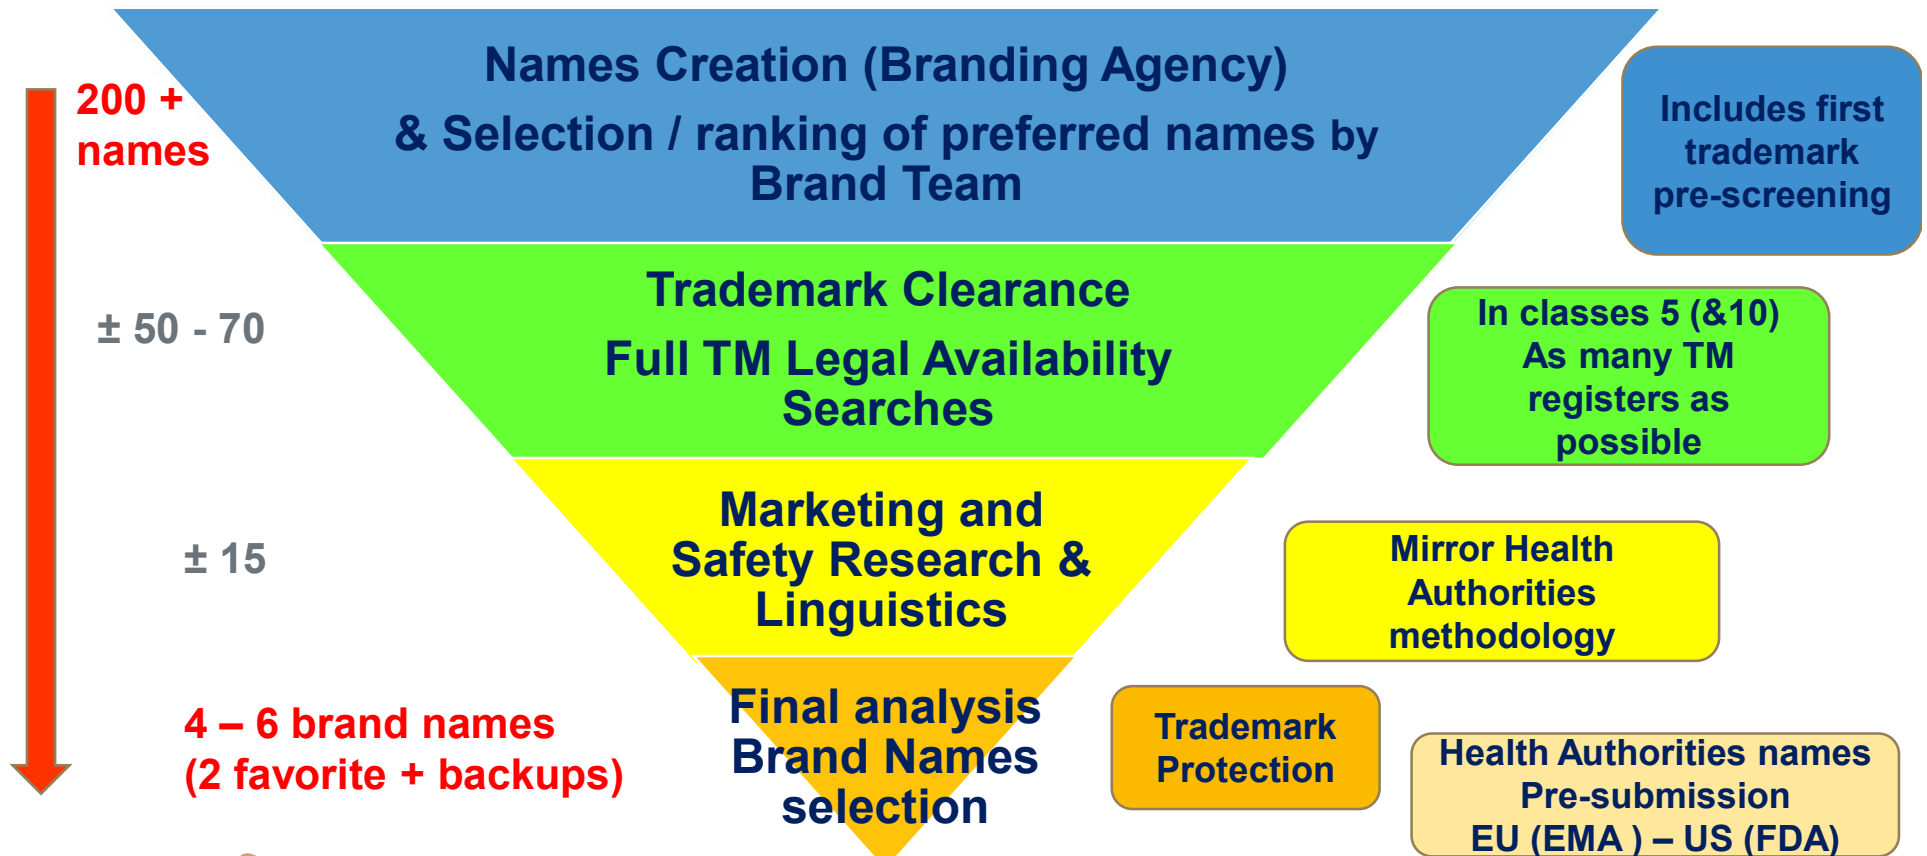 Names Creation (Branding Agency)
& Selection / ranking of preferred names by
Brand Team
200 +
names
Includes first
trademark
pre-screening
Trademark Clearance
Full TM Legal Availability
Searches
± 50 - 70
In classes 5 (&10)
As many TM
registers as
possible
Marketing and
Safety Research &
Linguistics
± 15
Mirror Health
Authorities
methodology
Final analysis
Brand Names
selection
4 – 6 brand names
(2 favorite + backups)
Trademark
Protection
Health Authorities names
Pre-submission
EU (EMA ) – US (FDA)